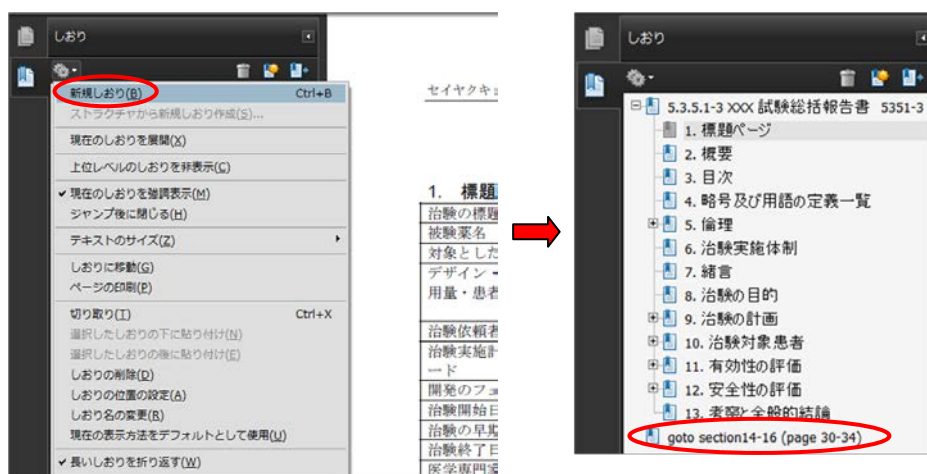 しおり
新規しおり(B) Ctrl+B
ストラクチャから新規しおり作成(S)...
現在のしおりを展開(X)
上位レベルのしおりを非表示(C)
現在のしおりを強調表示(M)
ジャンプ後に閉じる(H)
テキストのサイズ(Z)
しおりに移動(G)
ページの印刷(P)
切り取り(T) Ctrl+X
選択したしおりの下に貼り付け(N)
選択したしおりの後に貼り付け(E)
しおりの削除(D)
しおりの位置の設定(A)
しおり名の変更(R)
現在の表示方法をデフォルトとして使用(U)
長いしおりを折り返す(W)
セイヤクキョ
1. 標題
治験の標題
被験薬名
対象とした
デザイン
用量・患者
治験依頼者
治験実施計
ード
開発のフェ
治験開始日
治験の早期
治験終了日
医学専門家
しおり
5.3.5.1-3 XXX 試験総括報告書 5351-3
1. 標題ページ
2. 概要
3. 目次
4. 略号及び用語の定義一覧
5. 倫理
6. 治験実施体制
7. 緒言
8. 治験の目的
9. 治験の計画
10. 治験対象患者
11. 有効性の評価
12. 安全性の評価
13. 考察と全般的結論
goto section14-16 (page 30-34)